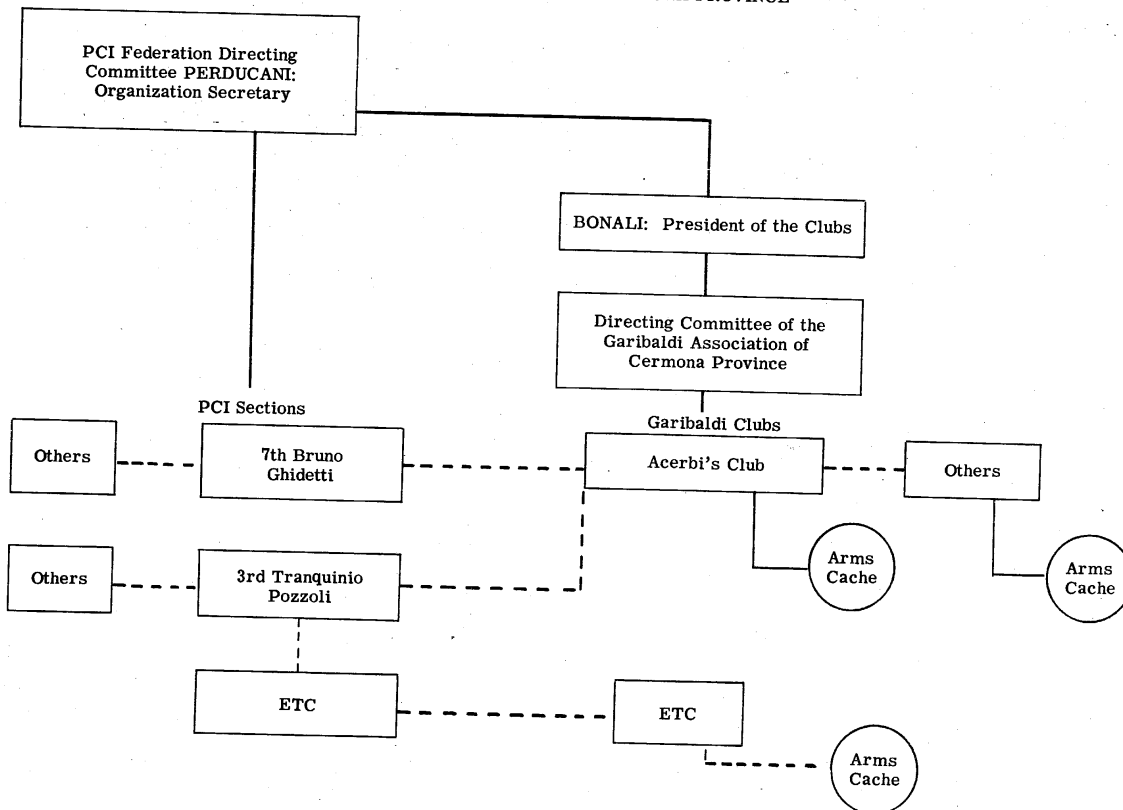 PROVINCE
PCI Federation Directing
Committee PERDUCANI:
Organization Secretary
BONALI: President of the Clubs
Directing Committee of the
Garibaldi Association of
Cermona Province
PCI Sections
Garibaldi Clubs
Others
7th Bruno
Ghidetti
Acerbi's Club
Others
Arms
Cache
Arms
Cache
Others
3rd Tranquinio
Pozzoli
ETC
ETC
Arms
Cache